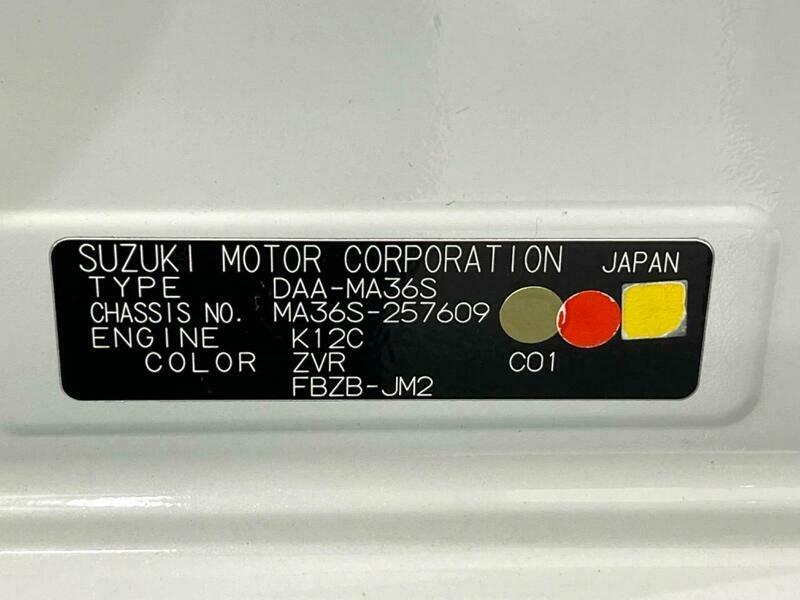 SUZUKI MOTOR CORPORATION JAPAN
TYPE DAA-MA36S
CHASSIS NO. MA36S-257609
ENGINE K12C
COLOR ZVR C01
FBZB-JM2